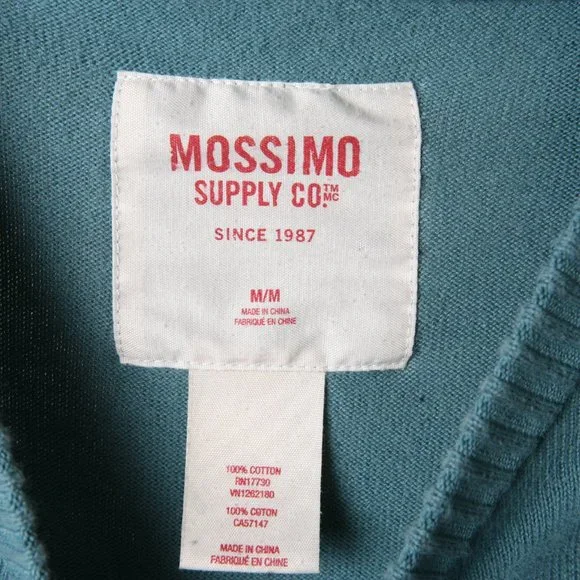 MOSSIMO
SUPPLY CO.™ MC
SINCE 1987
M/M
MADE IN CHINA
FABRIQUÉ EN CHINE
100% COTTON
RN17730
VN1262180
100% COTON
CA57147
MADE IN CHINA
FABRIQUÉ EN CHINE